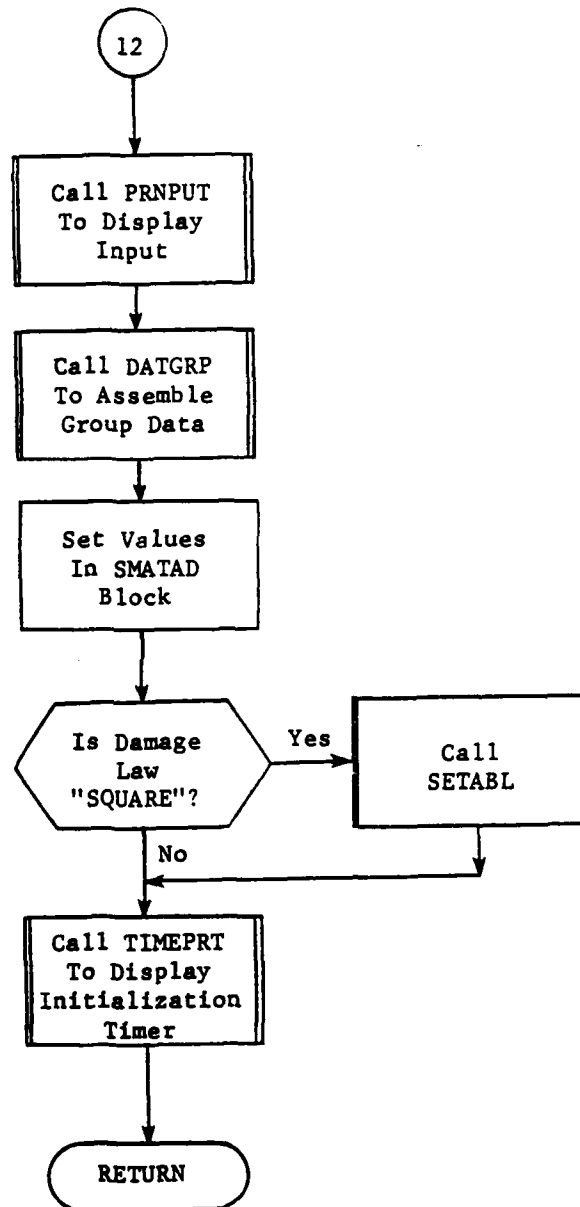 12
Call PRNPUT
To Display
Input
Call DATGRP
To Assemble
Group Data
Set Values
In SMATAD
Block
Is Damage
Law
"SQUARE"?
Yes
Call
SETABL
No
Call TIMEPRT
To Display
Initialization
Timer
RETURN